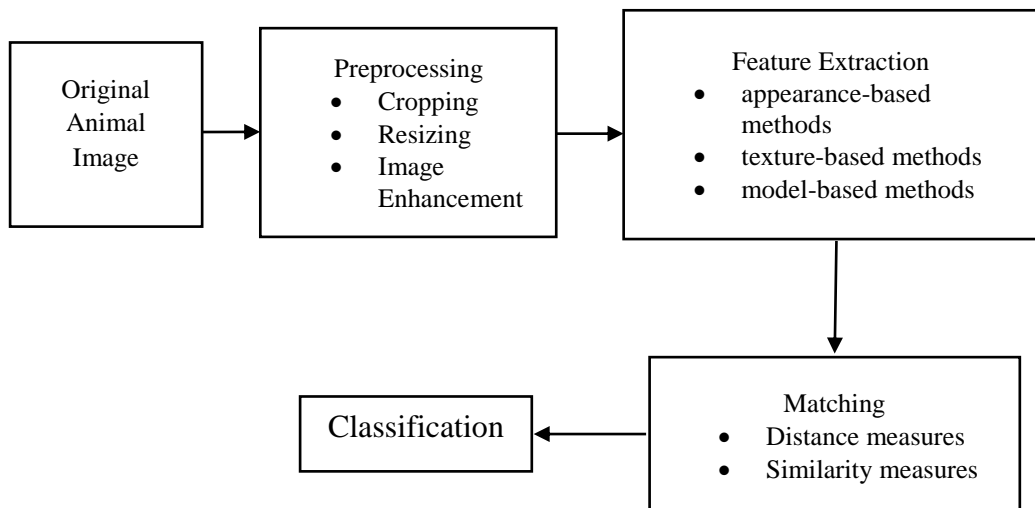 Original
Animal
Image
Preprocessing
• Cropping
• Resizing
• Image
Enhancement
Feature Extraction
• appearance-based
methods
• texture-based methods
• model-based methods
Matching
• Distance measures
• Similarity measures
Classification